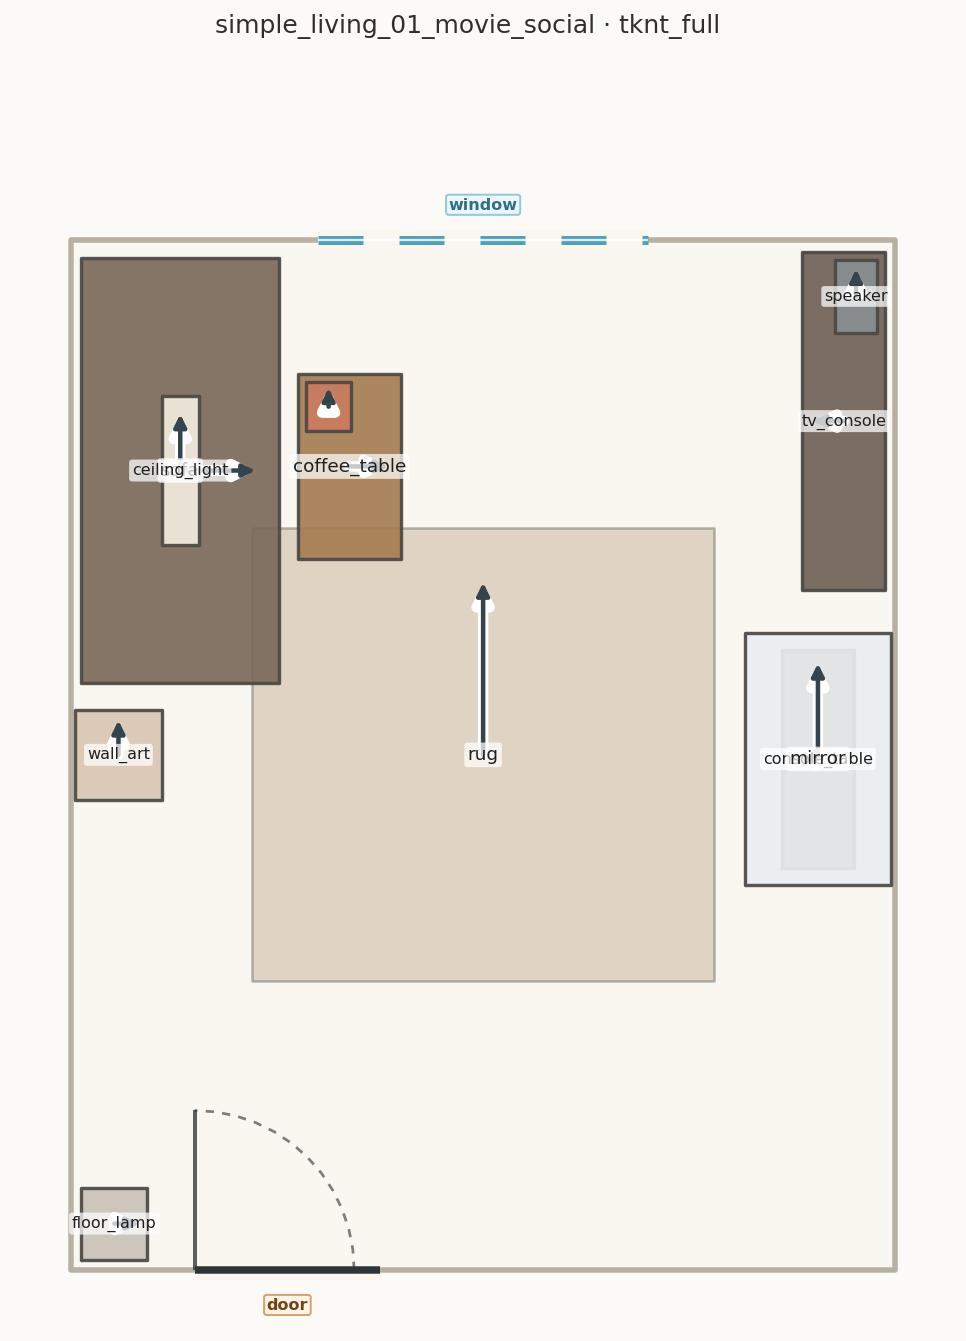 simple_living_01_movie_social · tknt_full
window
speaker
tv_console
coffee_table
ceiling_light
wall_art
rug
mirror
floor_lamp
door